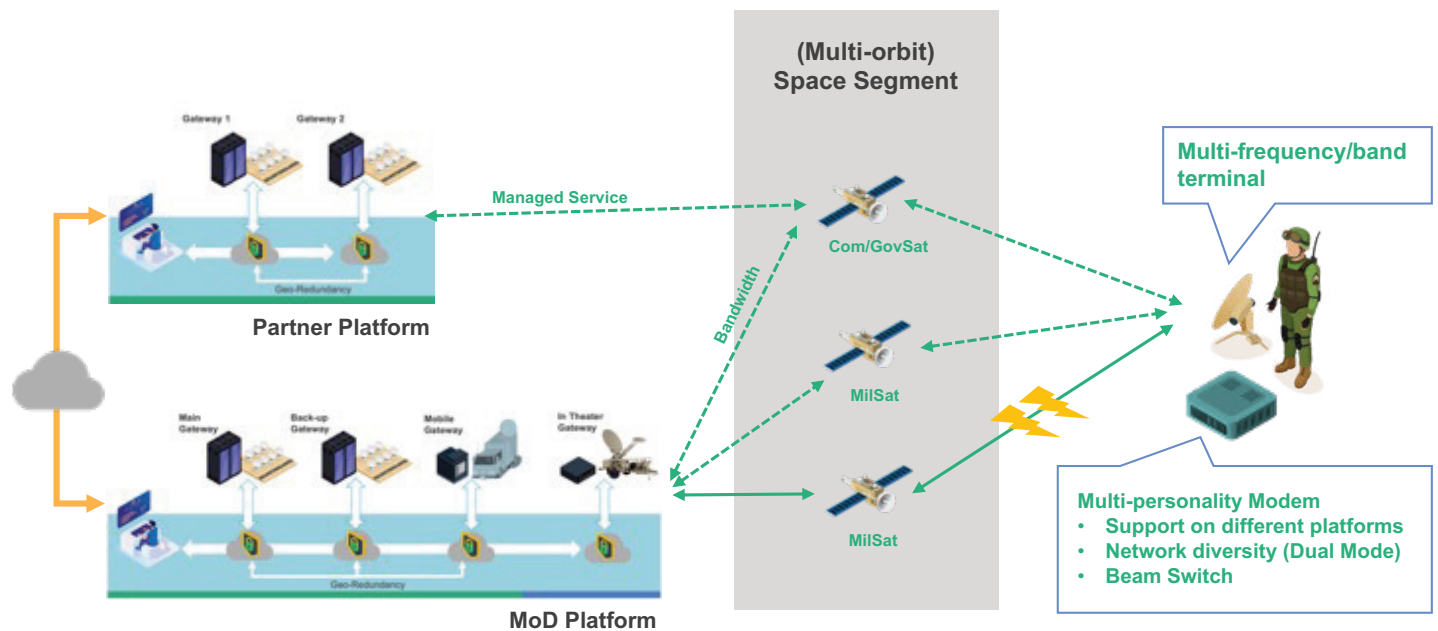 (Multi-orbit)
Space Segment
Gateway 1
Gateway 2
Managed Service
Multi-frequency/band
terminal
Com/GovSat
Geo-Redundancy
Partner Platform
Bandwidth
MilSat
Main
Gateway
Back-up
Gateway
Mobile
Gateway
In Theater
Gateway
MilSat
Geo-Redundancy
MoD Platform
Multi-personality Modem
• Support on different platforms
• Network diversity (Dual Mode)
• Beam Switch